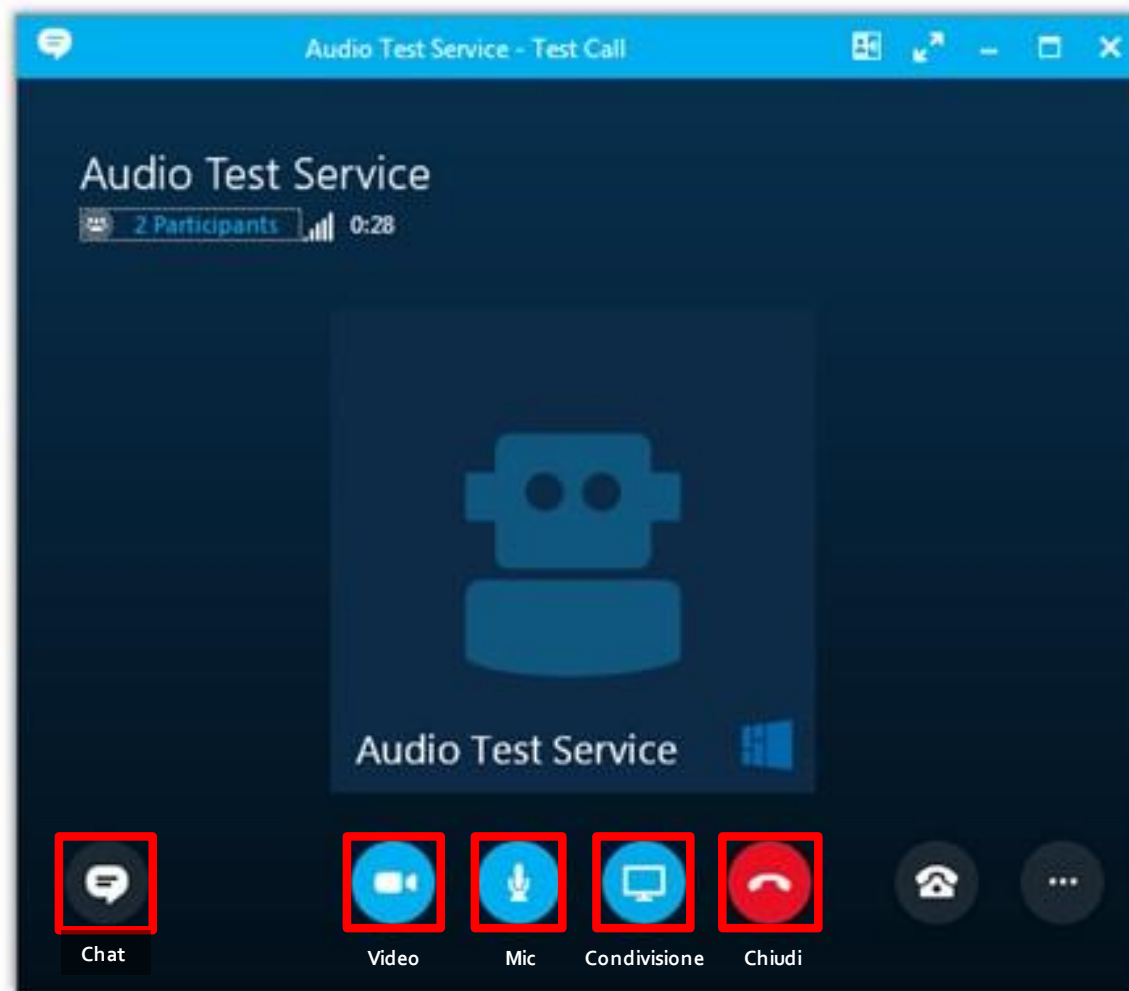 Audio Test Service - Test Call
Audio Test Service
2 Participants 0:28
Audio Test Service
Chat Video Mic Condivisione Chiudi